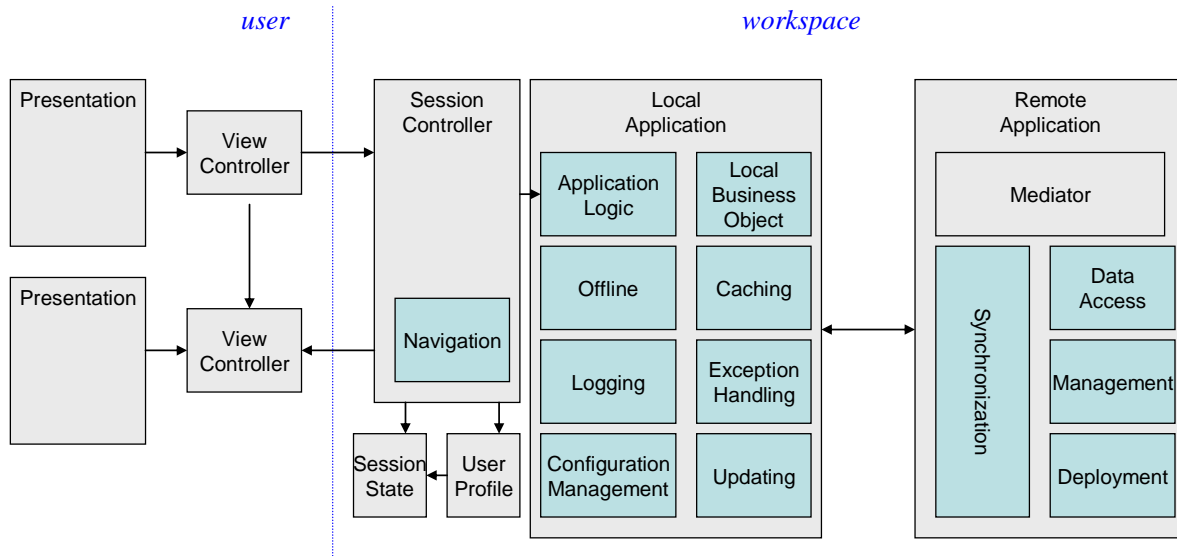 user
workspace
Presentation
View
Controller
Presentation
View
Controller
Session
Controller
Navigation
Session
State
User
Profile
Local
Application
Application
Logic
Local
Business
Object
Offline
Caching
Logging
Exception
Handling
Configuration
Management
Updating
Remote
Application
Mediator
Synchronization
Data
Access
Management
Deployment